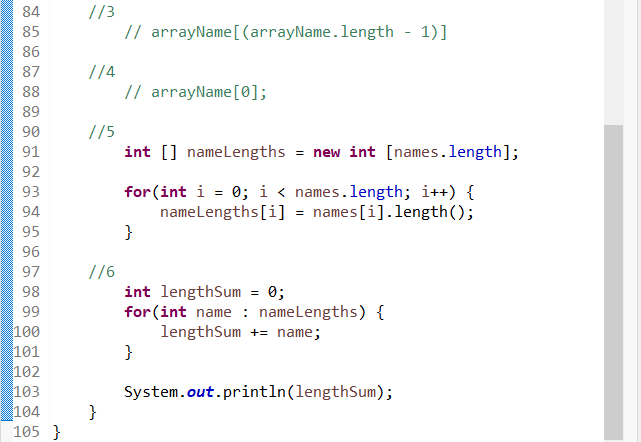 84 //3
85 // arrayName[(arrayName.length - 1)]
86
87 //4
88 // arrayName[0];
89
90 //5
91 int [] nameLengths = new int [names.length];
92
93 for(int i = 0; i < names.length; i++) {
94 nameLengths[i] = names[i].length();
95 }
96
97 //6
98 int lengthSum = 0;
99 for(int name : nameLengths) {
100 lengthSum += name;
101 }
102
103 System.out.println(lengthSum);
104 }
105 }